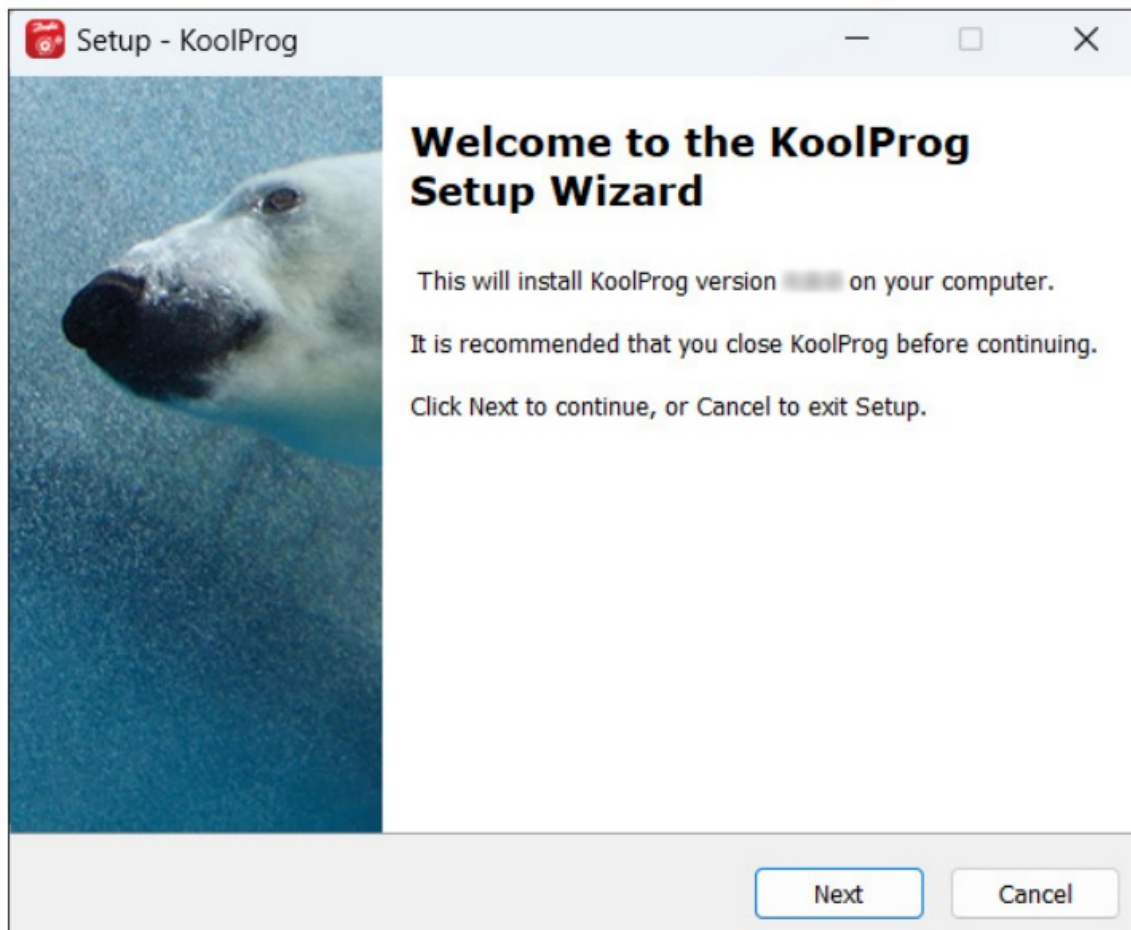 Setup - KoolProg
Welcome to the KoolProg
Setup Wizard
This will install KoolProg version on your computer.
It is recommended that you close KoolProg before continuing.
Click Next to continue, or Cancel to exit Setup.
Next
Cancel